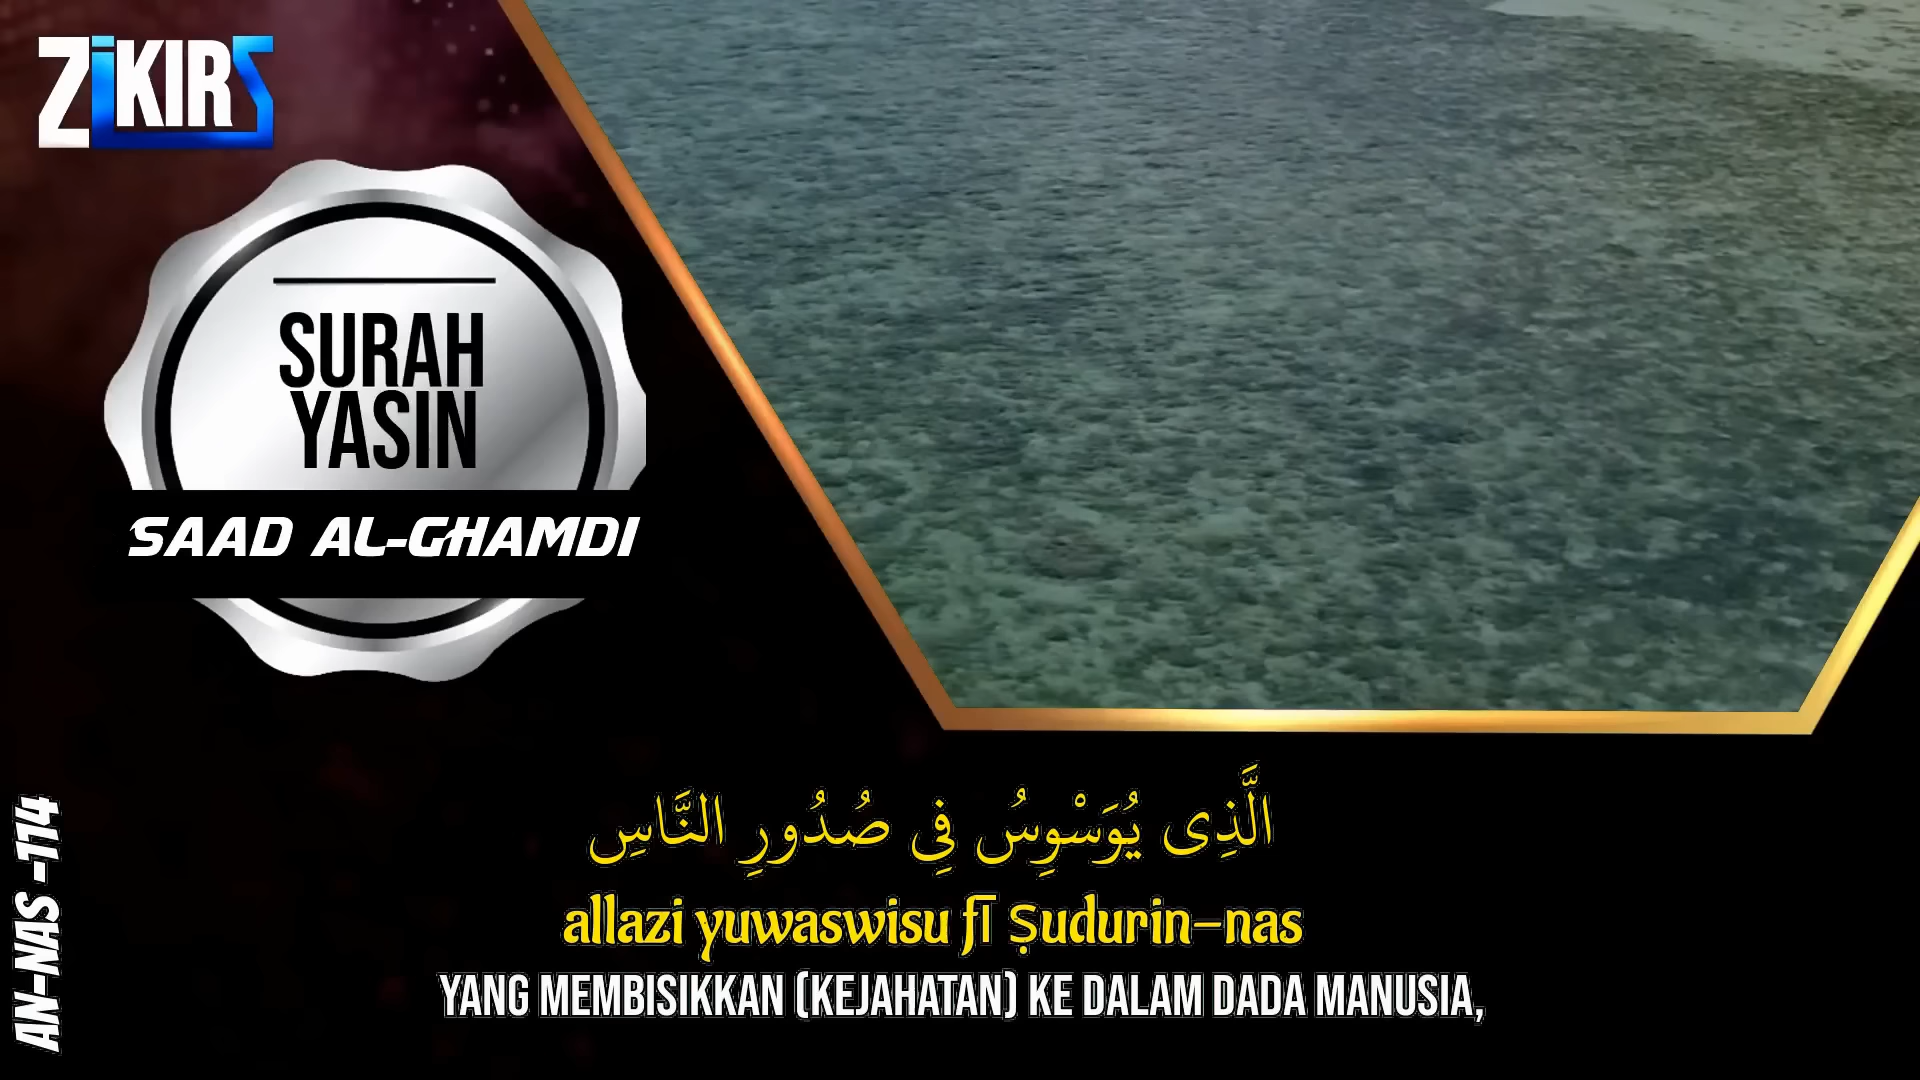 ZiKIRS
SURAH
YASIN
SAAD AL-GHAMDI
AN-NAS -114
الَّذِى يُوَسْوِسُ فِى صُدُورِ النَّاسِ
allazi yuwaswisu fī ṣudurin-nas
YANG MEMBISIKKAN (KEJAHATAN) KE DALAM DADA MANUSIA,